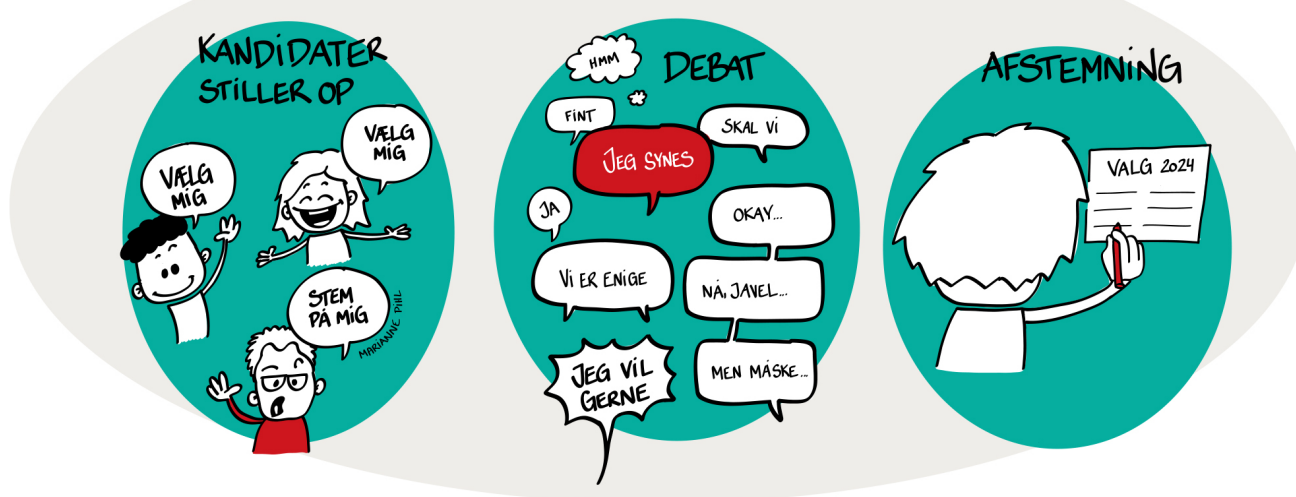 KANDiDATER
STiLLER OP
VÆLG
MiG
VÆLG
MiG
STEM
PÅ MiG
MARIANNE PIHL
DEBAT
HMM
FiNT
JEG SYNES
SKAL Vi
JA
OKAY...
Vi ER ENIGE
NÅ, JAVEL...
JEG ViL
GERNE
MEN MÅSKE...
AFSTEMNiNG
VALG 2024